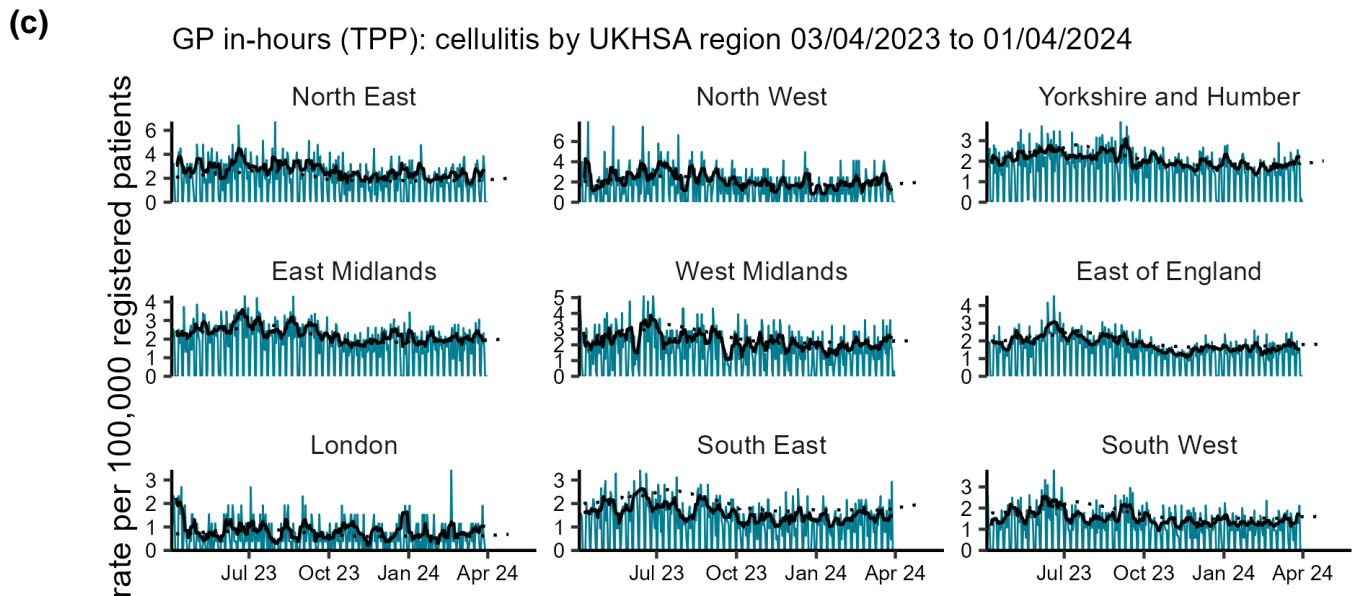 (c)
GP in-hours (TPP): cellulitis by UKHSA region 03/04/2023 to 01/04/2024
rate per 100,000 registered patients
North East
6
4
2
0
North West
6
4
2
0
Yorkshire and Humber
3
2
1
0
East Midlands
4
3
2
1
0
West Midlands
5
4
3
2
1
0
East of England
4
3
2
1
0
London
3
2
1
0
Jul 23 Oct 23 Jan 24 Apr 24
South East
3
2
1
0
Jul 23 Oct 23 Jan 24 Apr 24
South West
3
2
1
0
Jul 23 Oct 23 Jan 24 Apr 24